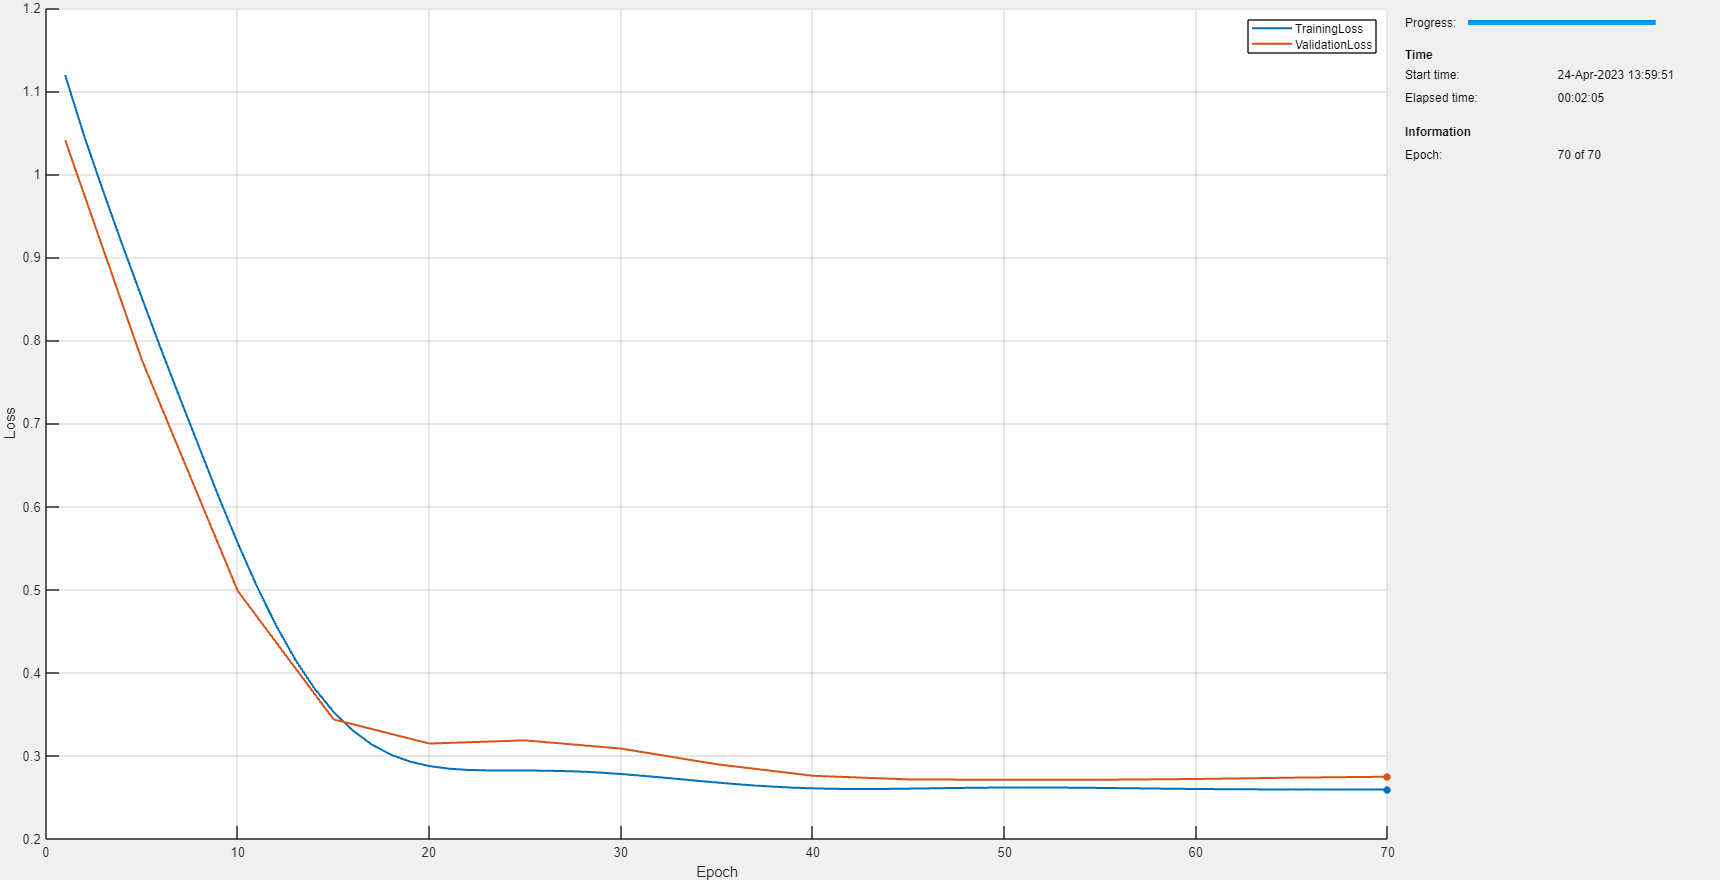 1.2
1.1
1
0.9
0.8
0.7
0.6
0.5
0.4
0.3
0.2
Loss
0 10 20 30 40 50 60 70
Epoch
TrainingLoss
ValidationLoss
Progress:
Time
Start time: 24-Apr-2023 13:59:51
Elapsed time: 00:02:05
Information
Epoch: 70 of 70